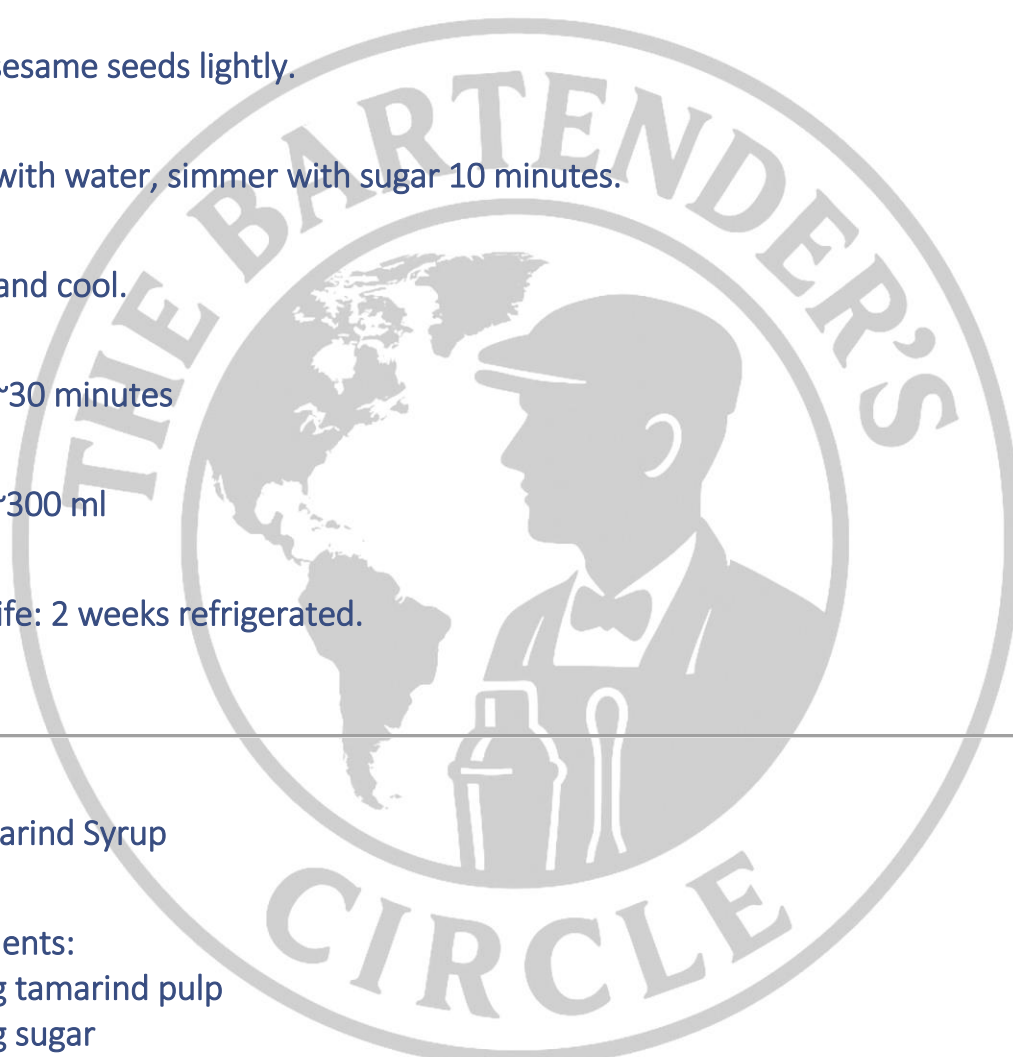 sesame seeds lightly.
with water, simmer with sugar 10 minutes.
and cool.
~30 minutes
~300 ml
ife: 2 weeks refrigerated.
arind Syrup
ents:
g tamarind pulp
g sugar
THE BARTENDER'S
CIRCLE